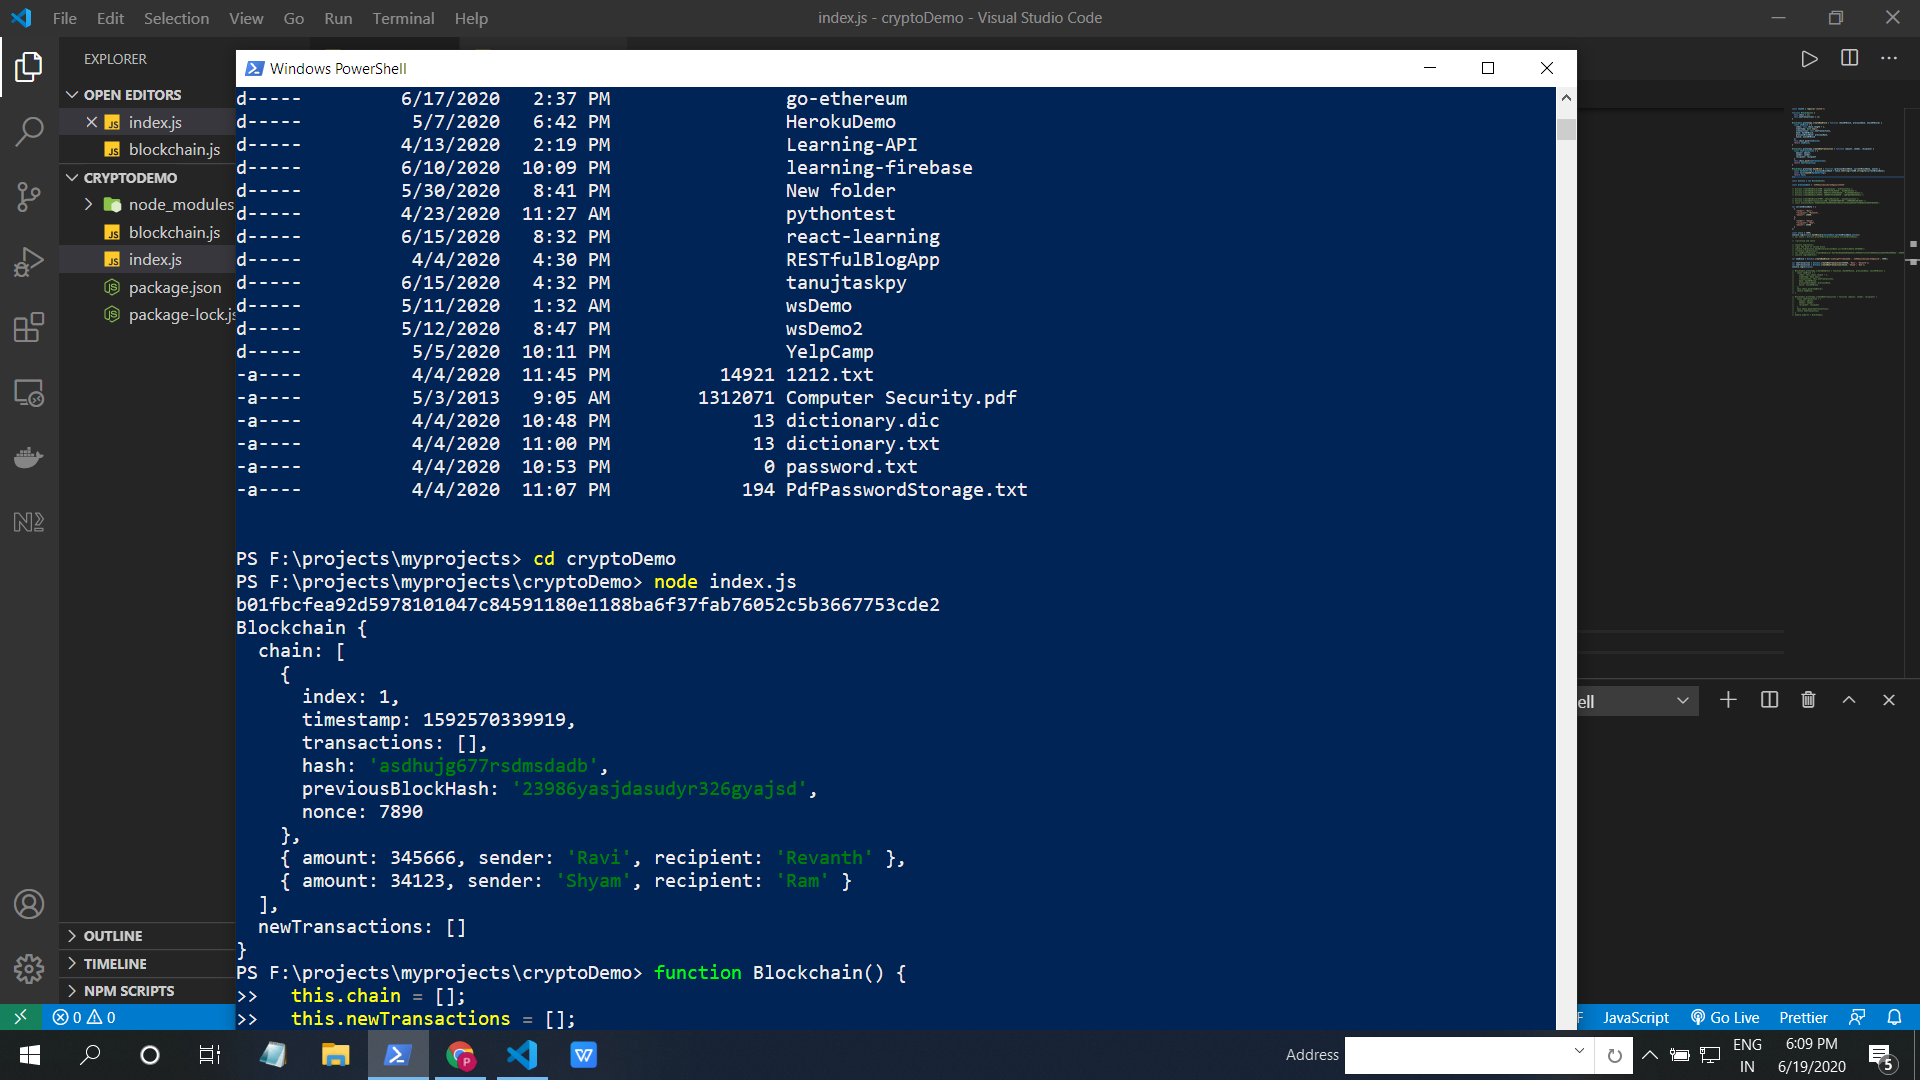 File Edit Selection View Go Run Terminal Help
index.js - cryptoDemo - Visual Studio Code
EXPLORER
OPEN EDITORS
index.js
blockchain.js
CRYPTODEMO
node_modules
blockchain.js
index.js
package.json
package-lock.js
OUTLINE
TIMELINE
NPM SCRIPTS
Windows PowerShell
d----- 6/17/2020 2:37 PM go-ethereum
d----- 5/7/2020 6:42 PM HerokuDemo
d----- 4/13/2020 2:19 PM Learning-API
d----- 6/10/2020 10:09 PM learning-firebase
d----- 5/30/2020 8:41 PM New folder
d----- 4/23/2020 11:27 AM pythontest
d----- 6/15/2020 8:32 PM react-learning
d----- 4/4/2020 4:30 PM RESTfulBlogApp
d----- 6/15/2020 4:32 PM tanujtaskpy
d----- 5/11/2020 1:32 AM wsDemo
d----- 5/12/2020 8:47 PM wsDemo2
d----- 5/5/2020 10:11 PM YelpCamp
-a---- 4/4/2020 11:45 PM 14921 1212.txt
-a---- 5/3/2013 9:05 AM 1312071 Computer Security.pdf
-a---- 4/4/2020 10:48 PM 13 dictionary.dic
-a---- 4/4/2020 11:00 PM 13 dictionary.txt
-a---- 4/4/2020 10:53 PM 0 password.txt
-a---- 4/4/2020 11:07 PM 194 PdfPasswordStorage.txt
PS F:\projects\myprojects> cd cryptoDemo
PS F:\projects\myprojects\cryptoDemo> node index.js
b01fbcfea92d5978101047c84591180e1188ba6f37fab76052c5b3667753cde2
Blockchain {
chain: [
{
index: 1,
timestamp: 1592570339919,
transactions: [],
hash: 'asdhujg677rsdmsdadb',
previousBlockHash: '23986yasjdasudyr326gyajsd',
nonce: 7890
},
{ amount: 345666, sender: 'Ravi', recipient: 'Revanth' },
{ amount: 34123, sender: 'Shyam', recipient: 'Ram' }
],
newTransactions: []
}
PS F:\projects\myprojects\cryptoDemo> function Blockchain() {
>> this.chain = [];
>> this.newTransactions = [];
ell
0 0
F JavaScript Go Live Prettier
Address
ENG
IN
6:09 PM
6/19/2020
5